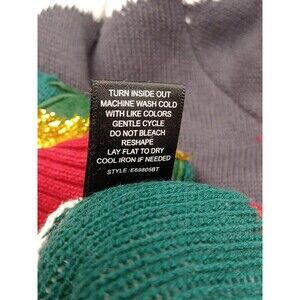 TURN INSIDE OUT
MACHINE WASH COLD
WITH LIKE COLORS
GENTLE CYCLE
DO NOT BLEACH
RESHAPE
LAY FLAT TO DRY
COOL IRON IF NEEDED
STYLE :E69805BT